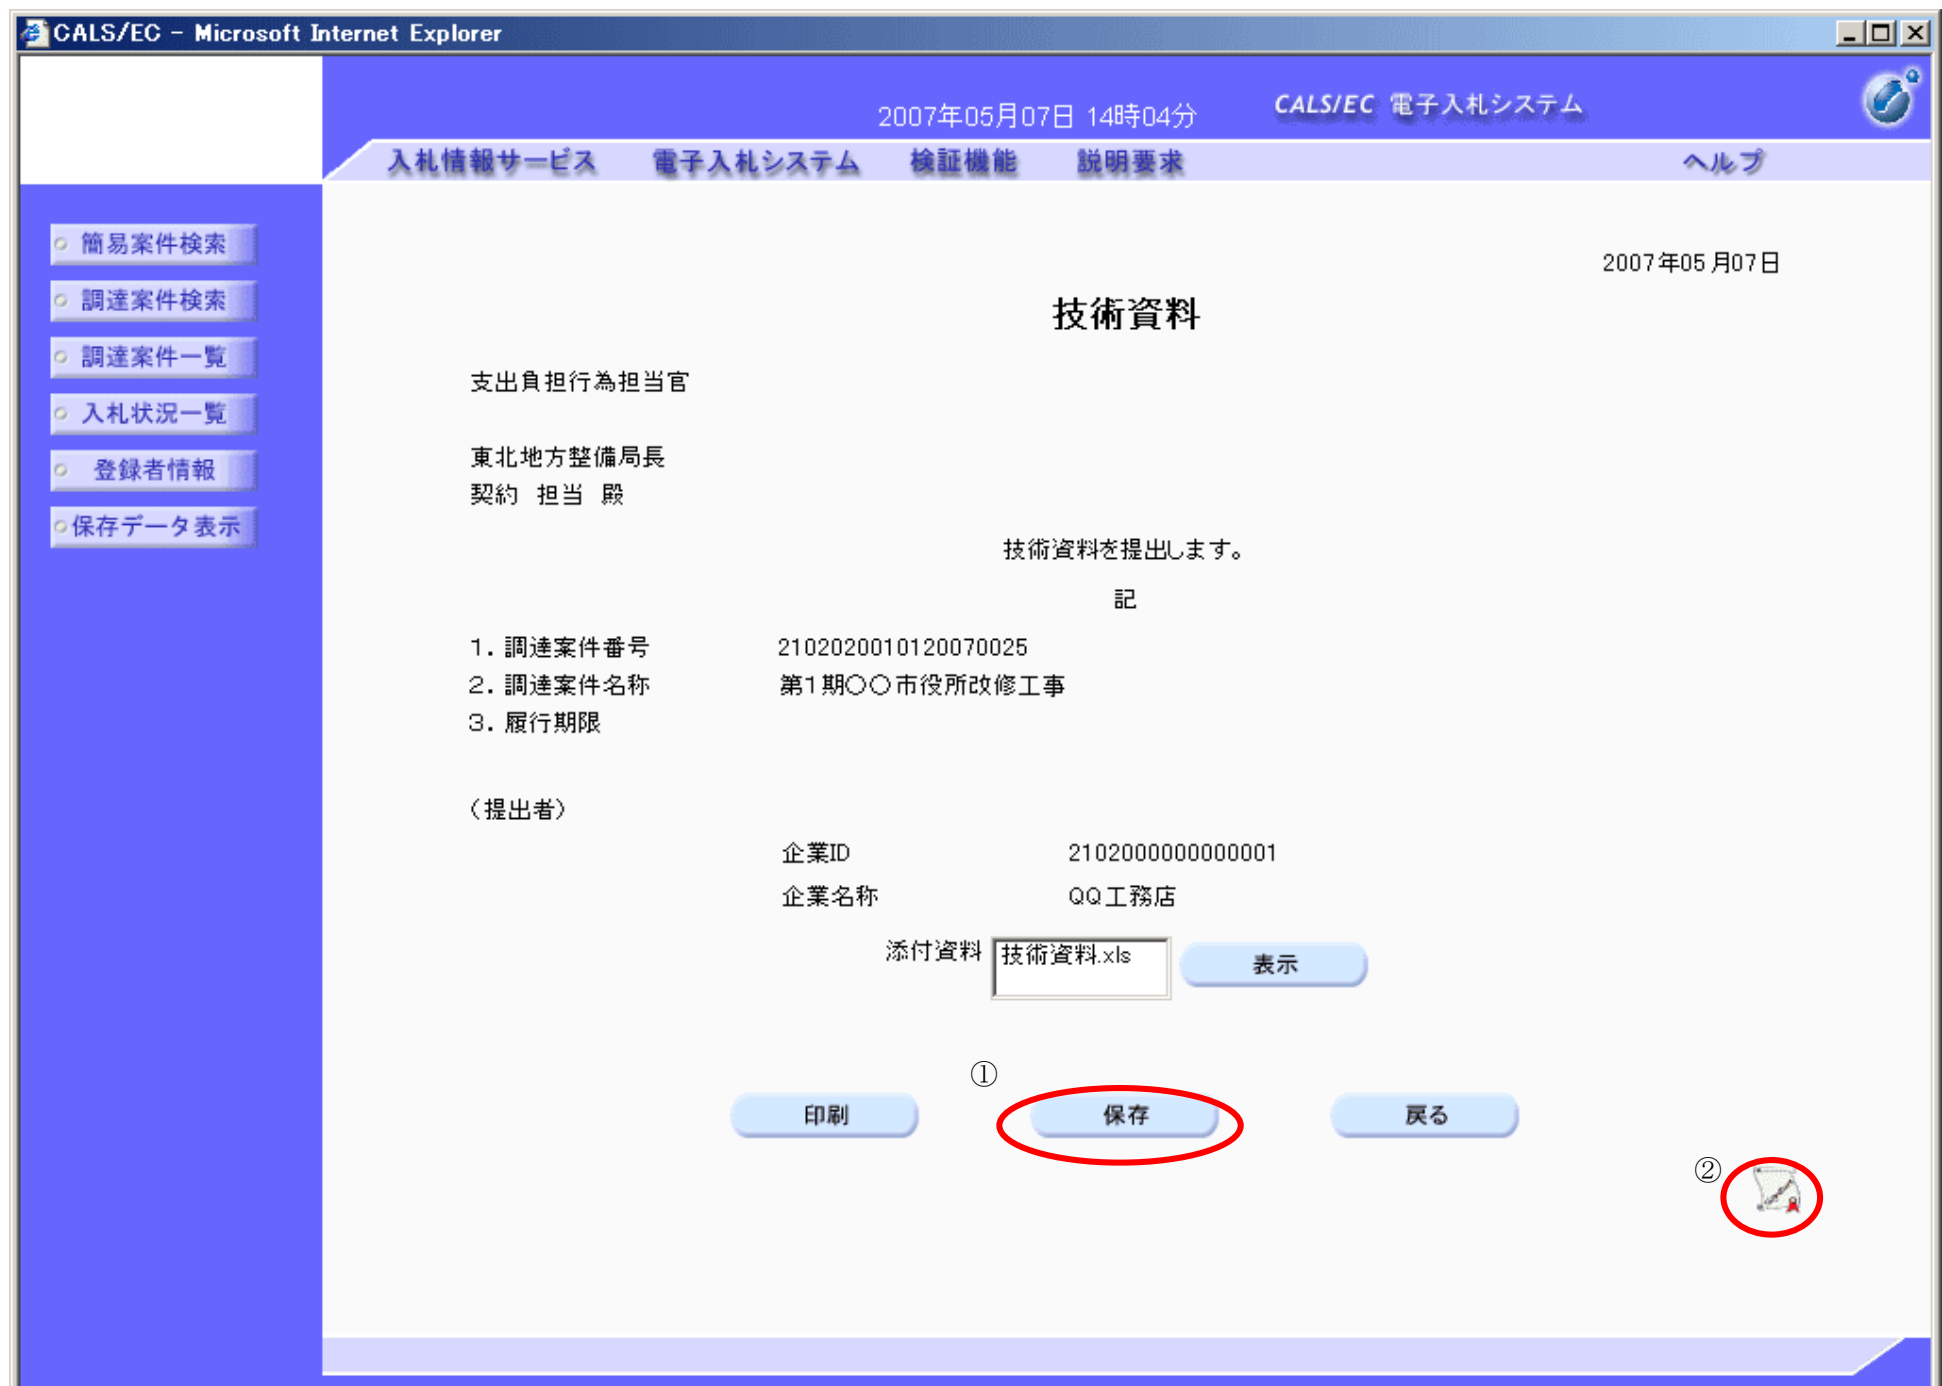 CALS/EC - Microsoft Internet Explorer
2007年05月07日 14時04分
CALS/EC 電子入札システム
入札情報サービス 電子入札システム 検証機能 説明要求 ヘルプ
簡易案件検索
調達案件検索
調達案件一覧
入札状況一覧
登録者情報
保存データ表示
2007年05月07日
技術資料
支出負担行為担当官
東北地方整備局長
契約 担当 殿
技術資料を提出します。
記
1．調達案件番号 2102020010120070025
2．調達案件名称 第1期〇〇市役所改修工事
3．履行期限
（提出者）
企業ID 2102000000000001
企業名称 QQ工務店
添付資料 技術資料.xls 表示
①
印刷 保存 戻る
②